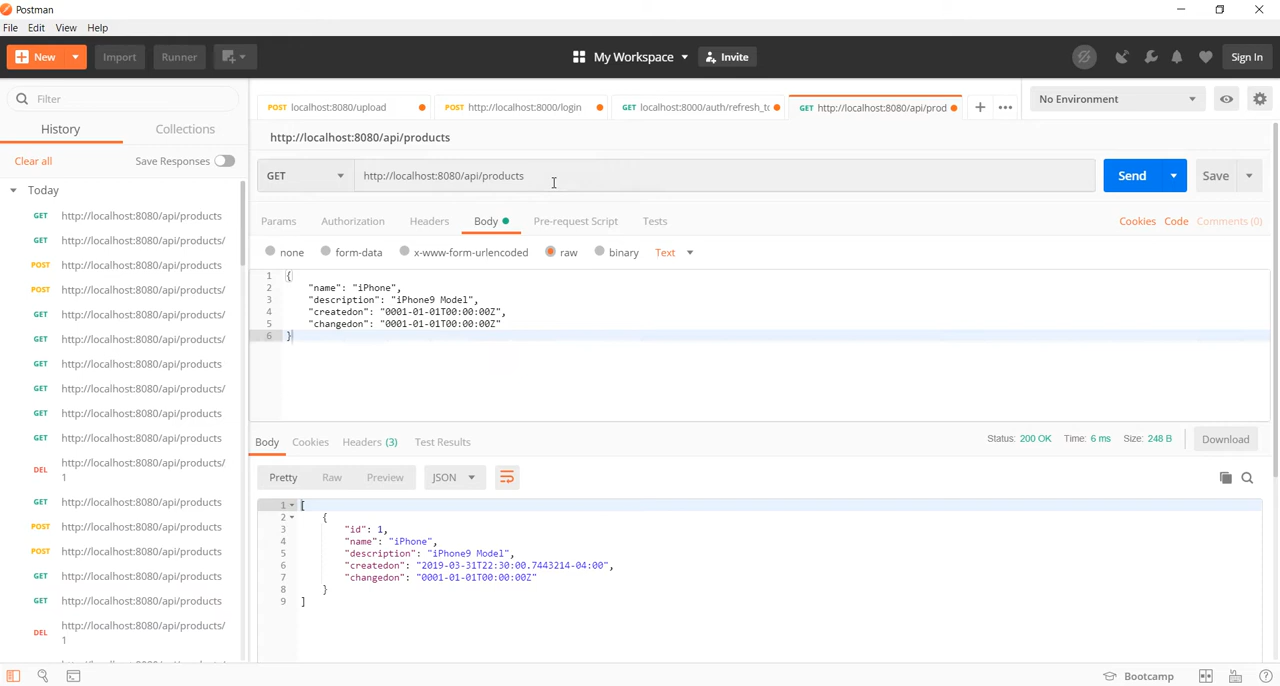 Postman
File Edit View Help
New Import Runner My Workspace Invite Sign In
Filter
History Collections
Clear all Save Responses
Today
GET http://localhost:8080/api/products
GET http://localhost:8080/api/products/
POST http://localhost:8080/api/products
POST http://localhost:8080/api/products
GET http://localhost:8080/api/products/
GET http://localhost:8080/api/products/
GET http://localhost:8080/api/products
GET http://localhost:8080/api/products/
GET http://localhost:8080/api/products
GET http://localhost:8080/api/products
DEL http://localhost:8080/api/products/
1
GET http://localhost:8080/api/products
POST http://localhost:8080/api/products
POST http://localhost:8080/api/products
GET http://localhost:8080/api/products
GET http://localhost:8080/api/products
DEL http://localhost:8080/api/products/
1
POST localhost:8080/upload POST http://localhost:8000/login GET localhost:8000/auth/refresh_to GET http://localhost:8080/api/prod No Environment
http://localhost:8080/api/products
GET http://localhost:8080/api/products Send Save
Params Authorization Headers Body Pre-request Script Tests Cookies Code Comments (0)
none form-data x-www-form-urlencoded raw binary Text
1 {
2 "name": "iPhone",
3 "description": "iPhone9 Model",
4 "createdon": "0001-01-01T00:00:00Z",
5 "changedon": "0001-01-01T00:00:00Z"
6 }
Body Cookies Headers (3) Test Results Status: 200 OK Time: 6 ms Size: 248 B Download
Pretty Raw Preview JSON
1 [
2 {
3 "id": 1,
4 "name": "iPhone",
5 "description": "iPhone9 Model",
6 "createdon": "2019-03-31T22:30:00.7443214-04:00",
7 "changedon": "0001-01-01T00:00:00Z"
8 }
9 ]
Bootcamp